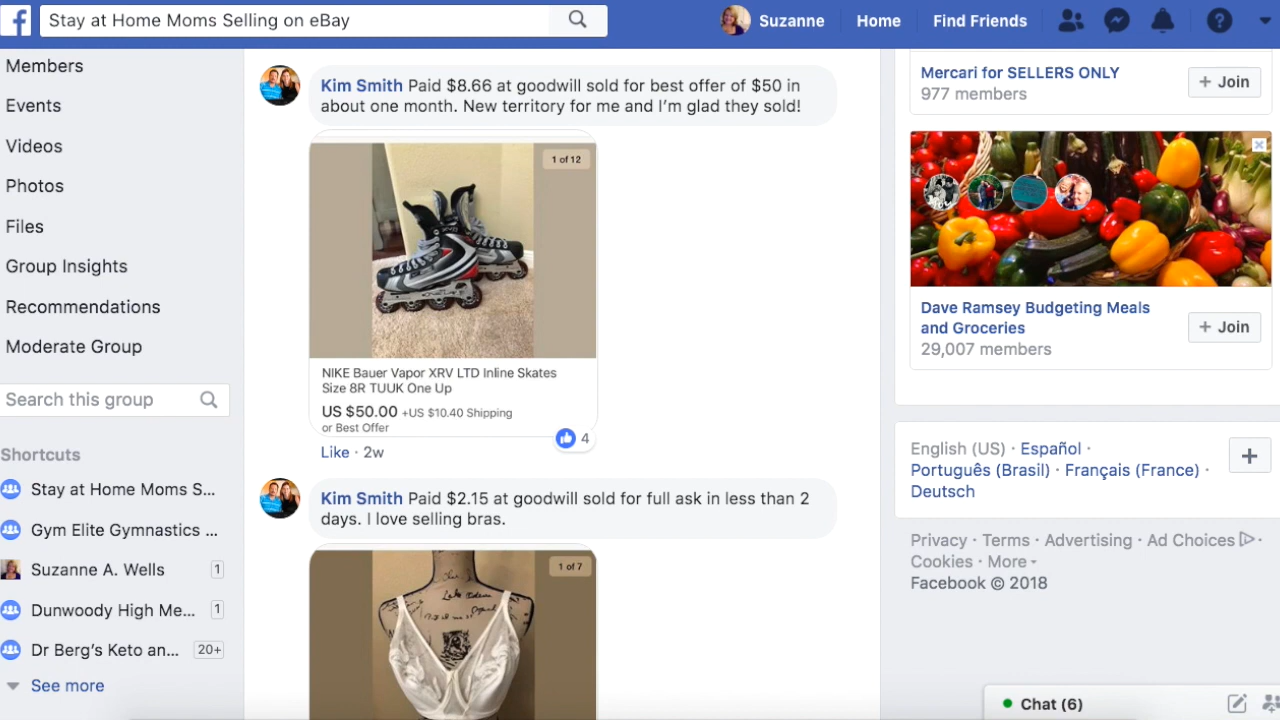 f
Stay at Home Moms Selling on eBay
Suzanne
Home
Find Friends
Members
Events
Videos
Photos
Files
Group Insights
Recommendations
Moderate Group
Search this group
Shortcuts
Stay at Home Moms S...
Gym Elite Gymnastics ...
Suzanne A. Wells 1
Dunwoody High Me... 1
Dr Berg's Keto an... 20+
See more
Kim Smith Paid $8.66 at goodwill sold for best offer of $50 in
about one month. New territory for me and I'm glad they sold!
1 of 12
NIKE Bauer Vapor XRV LTD Inline Skates
Size 8R TUUK One Up
US $50.00 +US $10.40 Shipping
or Best Offer
4
Like · 2w
Kim Smith Paid $2.15 at goodwill sold for full ask in less than 2
days. I love selling bras.
1 of 7
Mercari for SELLERS ONLY
977 members
+ Join
Dave Ramsey Budgeting Meals
and Groceries
29,007 members
+ Join
English (US) · Español ·
Português (Brasil) · Français (France) ·
Deutsch
Privacy · Terms · Advertising · Ad Choices ·
Cookies · More
Facebook © 2018
Chat (6)